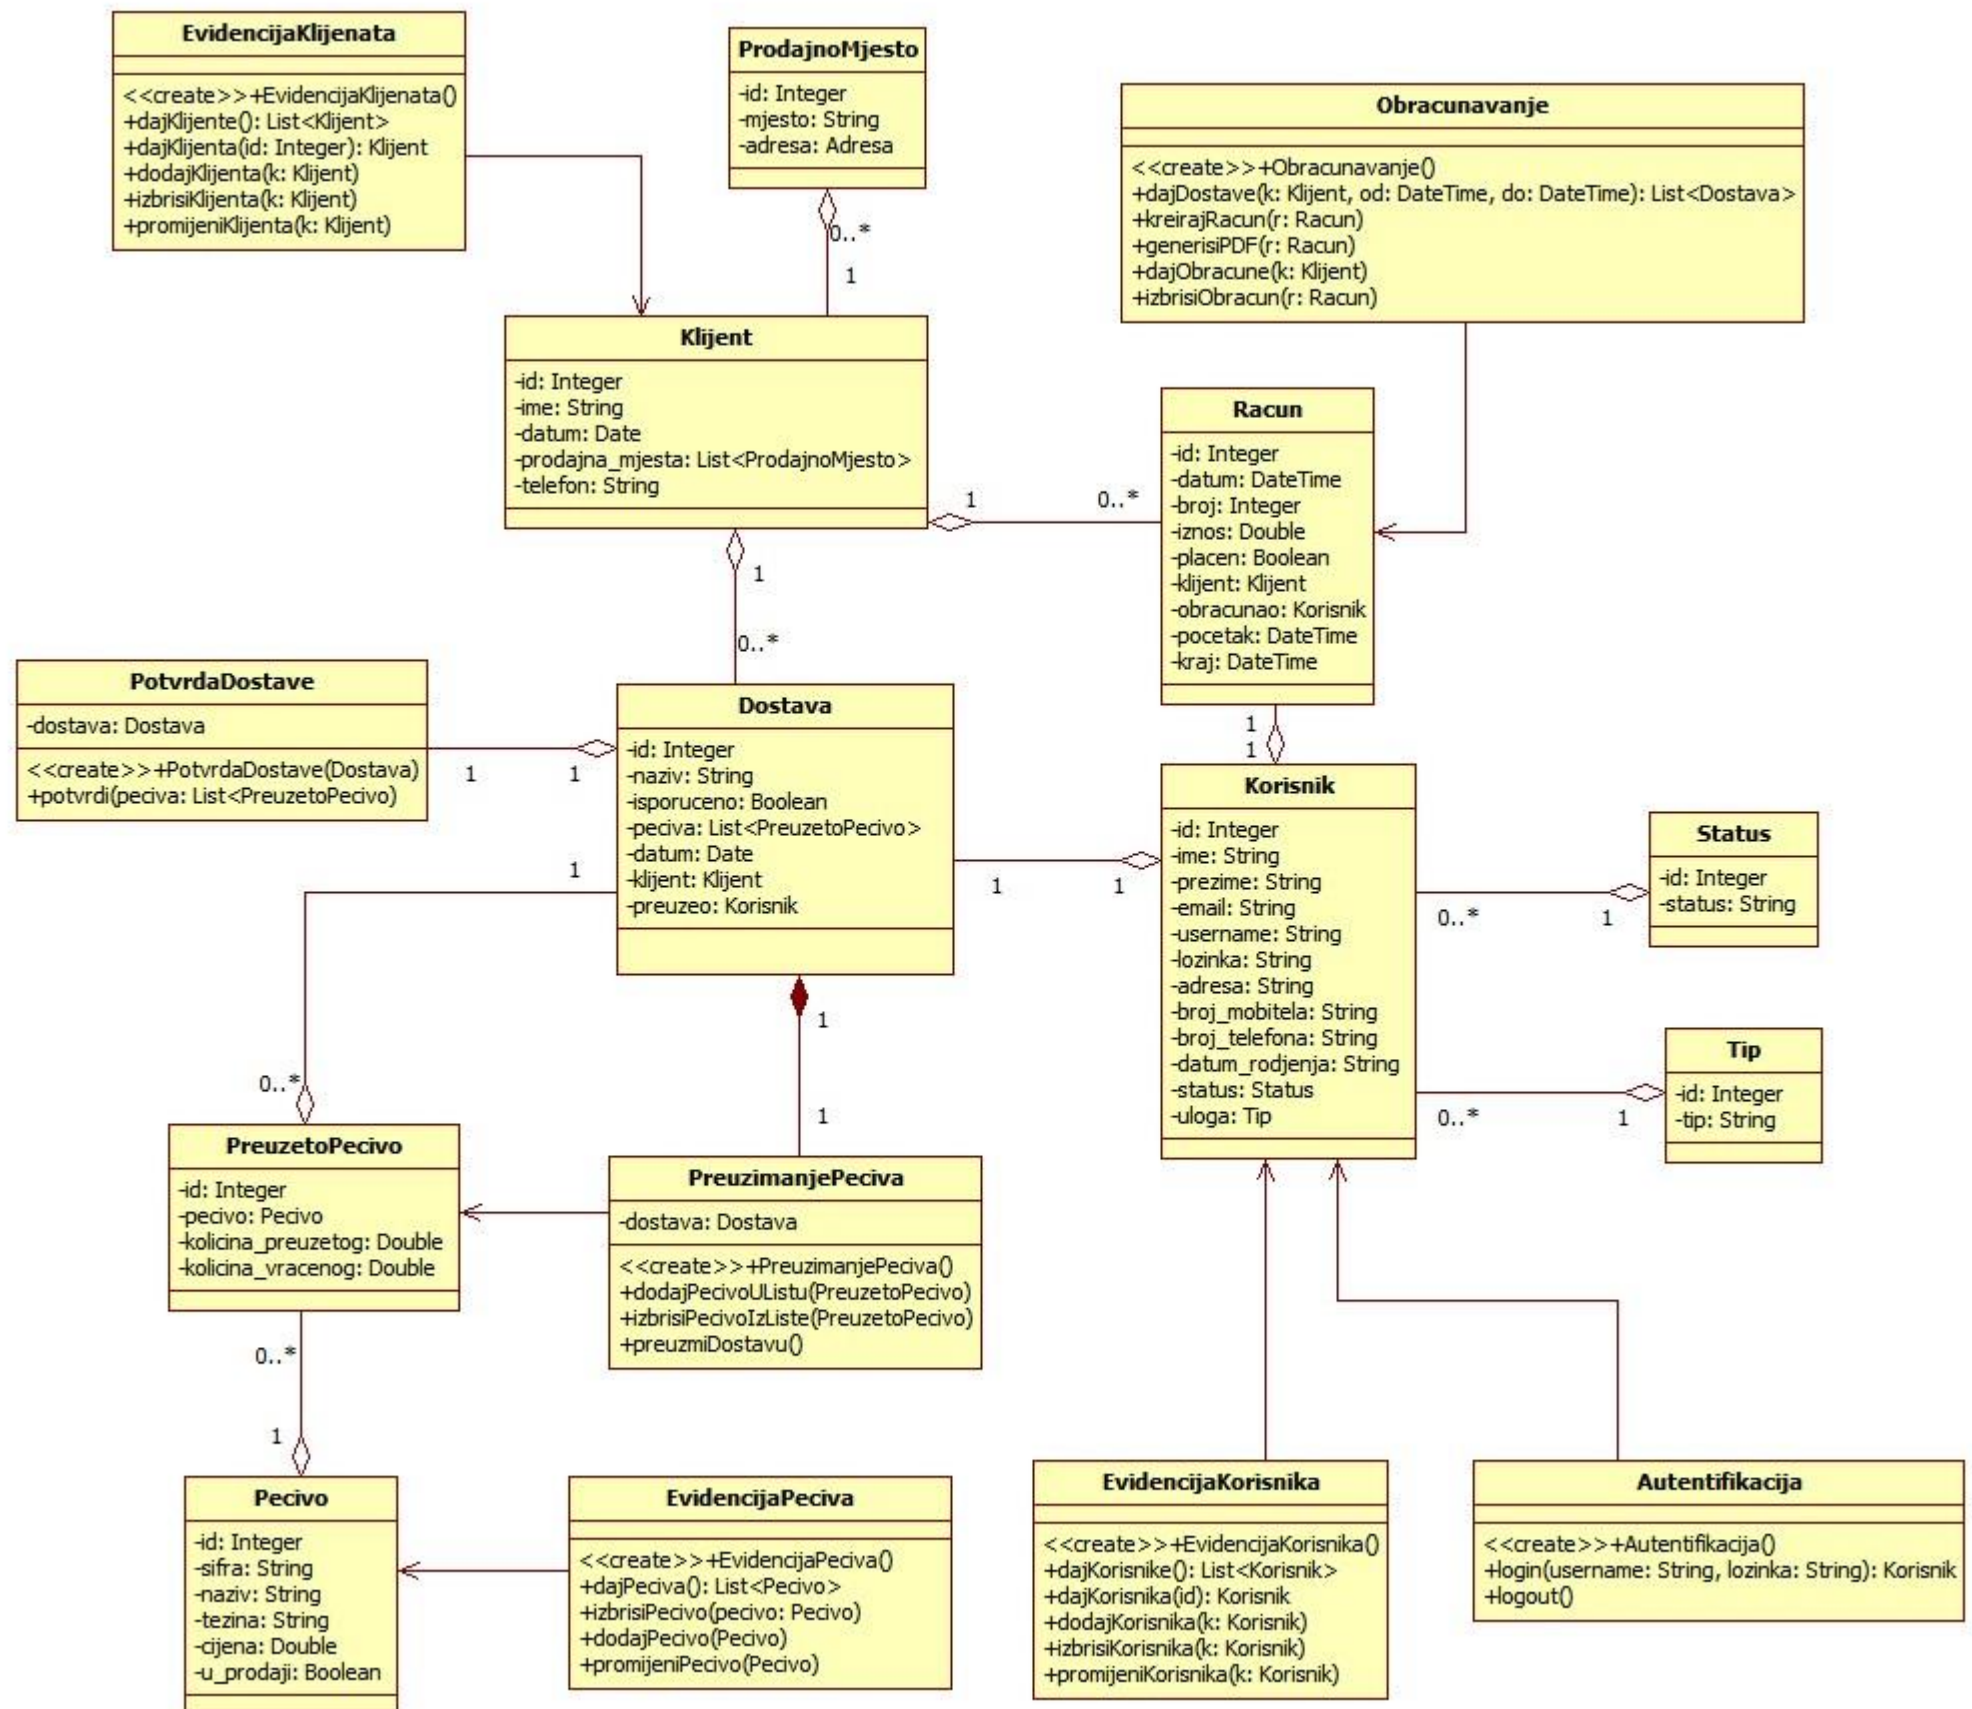 EvidencijaKlijenata
<<create>>+EvidencijaKlijenata()
+dajKlijente(): List<Klijent>
+dajKlijenta(id: Integer): Klijent
+dodajKlijenta(k: Klijent)
+izbrisiKlijenta(k: Klijent)
+promijeniKlijenta(k: Klijent)
ProdajnoMjesto
-id: Integer
-mjesto: String
-adresa: Adresa
0..*
1
Obracunavanje
<<create>>+Obracunavanje()
+dajDostave(k: Klijent, od: DateTime, do: DateTime): List<Dostava>
+kreirajRacun(r: Racun)
+generisiPDF(r: Racun)
+dajObracune(k: Klijent)
+izbrisiObracun(r: Racun)
Klijent
-id: Integer
-ime: String
-datum: Date
-prodajna_mjesta: List<ProdajnoMjesto>
-telefon: String
1
0..*
1
0..*
Racun
-id: Integer
-datum: DateTime
-broj: Integer
-iznos: Double
-placen: Boolean
-klijent: Klijent
-obracunao: Korisnik
-pocetak: DateTime
-kraj: DateTime
1
1
PotvrdaDostave
-dostava: Dostava
<<create>>+PotvrdaDostave(Dostava)
+potvrdi(peciva: List<PreuzetoPecivo)
1
1
Dostava
-id: Integer
-naziv: String
-isporuceno: Boolean
-peciva: List<PreuzetoPecivo>
-datum: Date
-klijent: Klijent
-preuzeo: Korisnik
1
0..*
1
1
1
1
Korisnik
-id: Integer
-ime: String
-prezime: String
-email: String
-username: String
-lozinka: String
-adresa: String
-broj_mobitela: String
-broj_telefona: String
-datum_rodjenja: String
-status: Status
-uloga: Tip
0..*
1
Status
-id: Integer
-status: String
0..*
1
Tip
-id: Integer
-tip: String
PreuzetoPecivo
-id: Integer
-pecivo: Pecivo
-kolicina_preuzetog: Double
-kolicina_vracenog: Double
0..*
1
PreuzimanjePeciva
-dostava: Dostava
<<create>>+PreuzimanjePeciva()
+dodajPecivoUListu(PreuzetoPecivo)
+izbrisiPecivoIzListe(PreuzetoPecivo)
+preuzmiDostavu()
Pecivo
-id: Integer
-sifra: String
-naziv: String
-tezina: String
-cijena: Double
-u_prodaji: Boolean
EvidencijaPeciva
<<create>>+EvidencijaPeciva()
+dajPeciva(): List<Pecivo>
+izbrisiPecivo(pecivo: Pecivo)
+dodajPecivo(Pecivo)
+promijeniPecivo(Pecivo)
EvidencijaKorisnika
<<create>>+EvidencijaKorisnika()
+dajKorisnike(): List<Korisnik>
+dajKorisnika(id): Korisnik
+dodajKorisnika(k: Korisnik)
+izbrisiKorisnika(k: Korisnik)
+promijeniKorisnika(k: Korisnik)
Autentifikacija
<<create>>+Autentifikacija()
+login(username: String, lozinka: String): Korisnik
+logout()